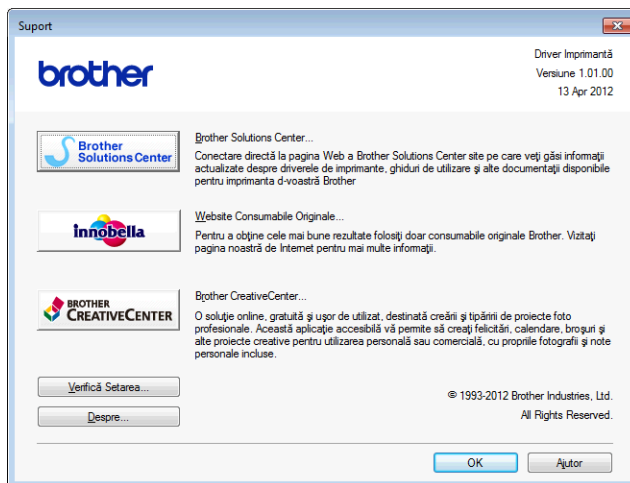 Suport
brother
Driver Imprimantă
Versiune 1.01.00
13 Apr 2012
Brother
Solutions Center
Brother Solutions Center...
Conectare directă la pagina Web a Brother Solutions Center site pe care veţi găsi informaţii
actualizate despre driverele de imprimante, ghiduri de utilizare şi alte documentaţii disponibile
pentru imprimanta d-voastră Brother
innobella
Website Consumabile Originale...
Pentru a obţine cele mai bune rezultate folosiţi doar consumabile originale Brother. Vizitaţi
pagina noastră de Internet pentru mai multe informaţii.
BROTHER
CREATIVECENTER
Brother CreativeCenter...
O soluţie online, gratuită şi uşor de utilizat, destinată creării şi tipăririi de proiecte foto
profesionale. Această aplicaţie accesibilă vă permite să creaţi felicitări, calendare, broşuri şi
alte proiecte creative pentru utilizarea personală sau comercială, cu propriile fotografii şi note
personale incluse.
Verifică Setarea...
Despre...
© 1993-2012 Brother Industries, Ltd.
All Rights Reserved.
OK
Ajutor